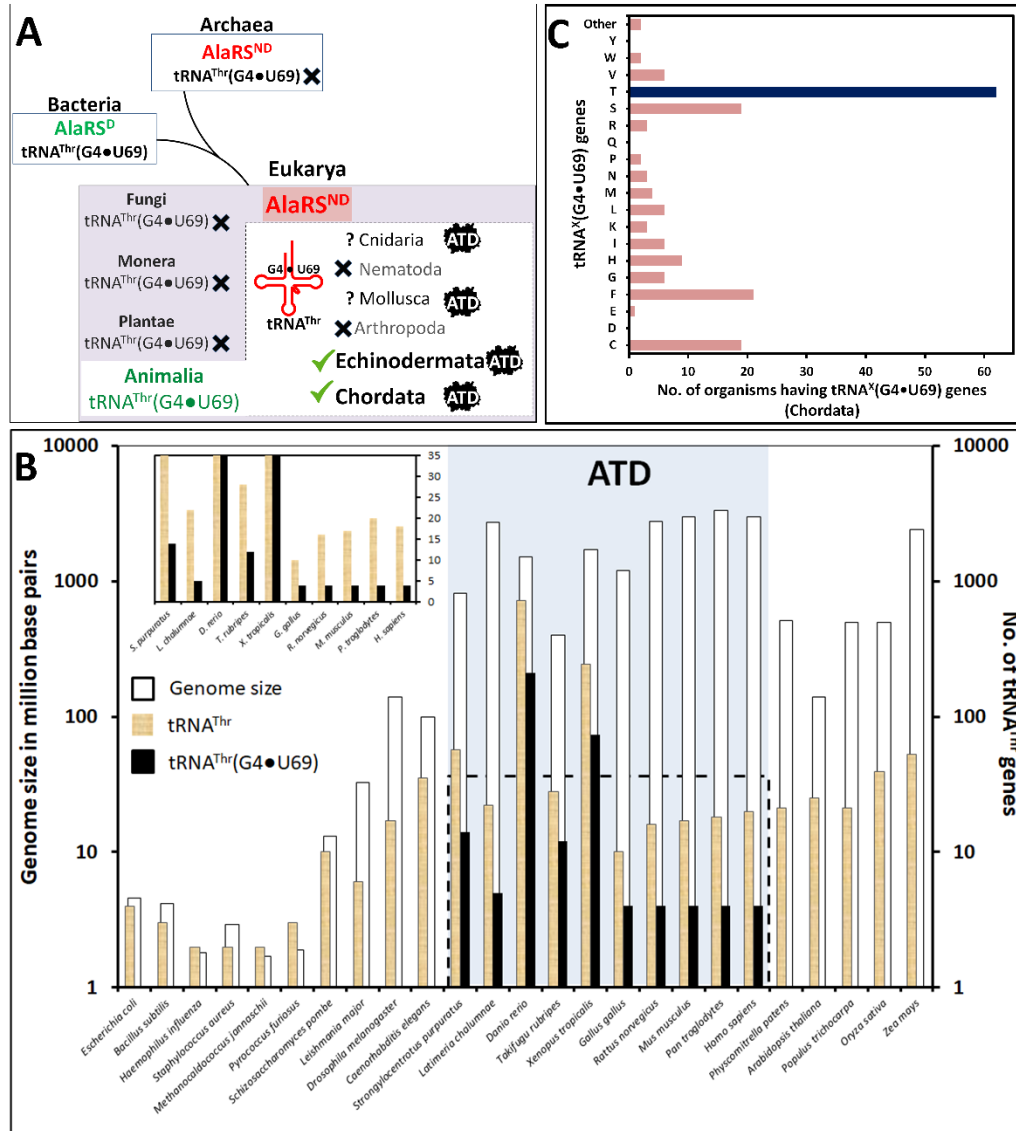 A
Archaea
AlaRSᴺᴰ
tRNAᵀʰʳ(G4●U69)
Bacteria
AlaRSᴰ
tRNAᵀʰʳ(G4●U69)
Eukarya
AlaRSᴺᴰ
Fungi
tRNAᵀʰʳ(G4●U69)
Monera
tRNAᵀʰʳ(G4●U69)
Plantae
tRNAᵀʰʳ(G4●U69)
Animalia
tRNAᵀʰʳ(G4●U69)
G4●U69
tRNAᵀʰʳ
? Cnidaria ATD
Nematoda
? Mollusca ATD
Arthropoda
Echinodermata ATD
Chordata ATD
C
tRNAˣ(G4●U69) genes
Other
Y
W
V
T
S
R
Q
P
N
M
L
K
I
H
G
F
E
D
C
0 10 20 30 40 50 60
No. of organisms having tRNAˣ(G4●U69) genes
(Chordata)
B
Genome size in million base pairs
10000
1000
100
10
1
35
30
25
20
15
10
5
0
S. purpuratus
L. chalumnae
D. rerio
T. rubripes
X. tropicalis
G. gallus
R. norvegicus
M. musculus
P. troglodytes
H. sapiens
Genome size
tRNAᵀʰʳ
tRNAᵀʰʳ(G4●U69)
ATD
10000
1000
100
10
1
No. of tRNAᵀʰʳ genes
Escherichia coli
Bacillus subtilis
Haemophilus influenza
Staphylococcus aureus
Methanocaldococcus jannaschii
Pyrococcus furiosus
Schizosaccharomyces pombe
Leishmania major
Drosophila melanogaster
Caenorhabditis elegans
Strongylocentrotus purpuratus
Latimeria chalumnae
Danio rerio
Takifugu rubripes
Xenopus tropicalis
Gallus gallus
Rattus norvegicus
Mus musculus
Pan troglodytes
Homo sapiens
Physcomitrella patens
Arabidopsis thaliana
Populus trichocarpa
Oryza sativa
Zea mays